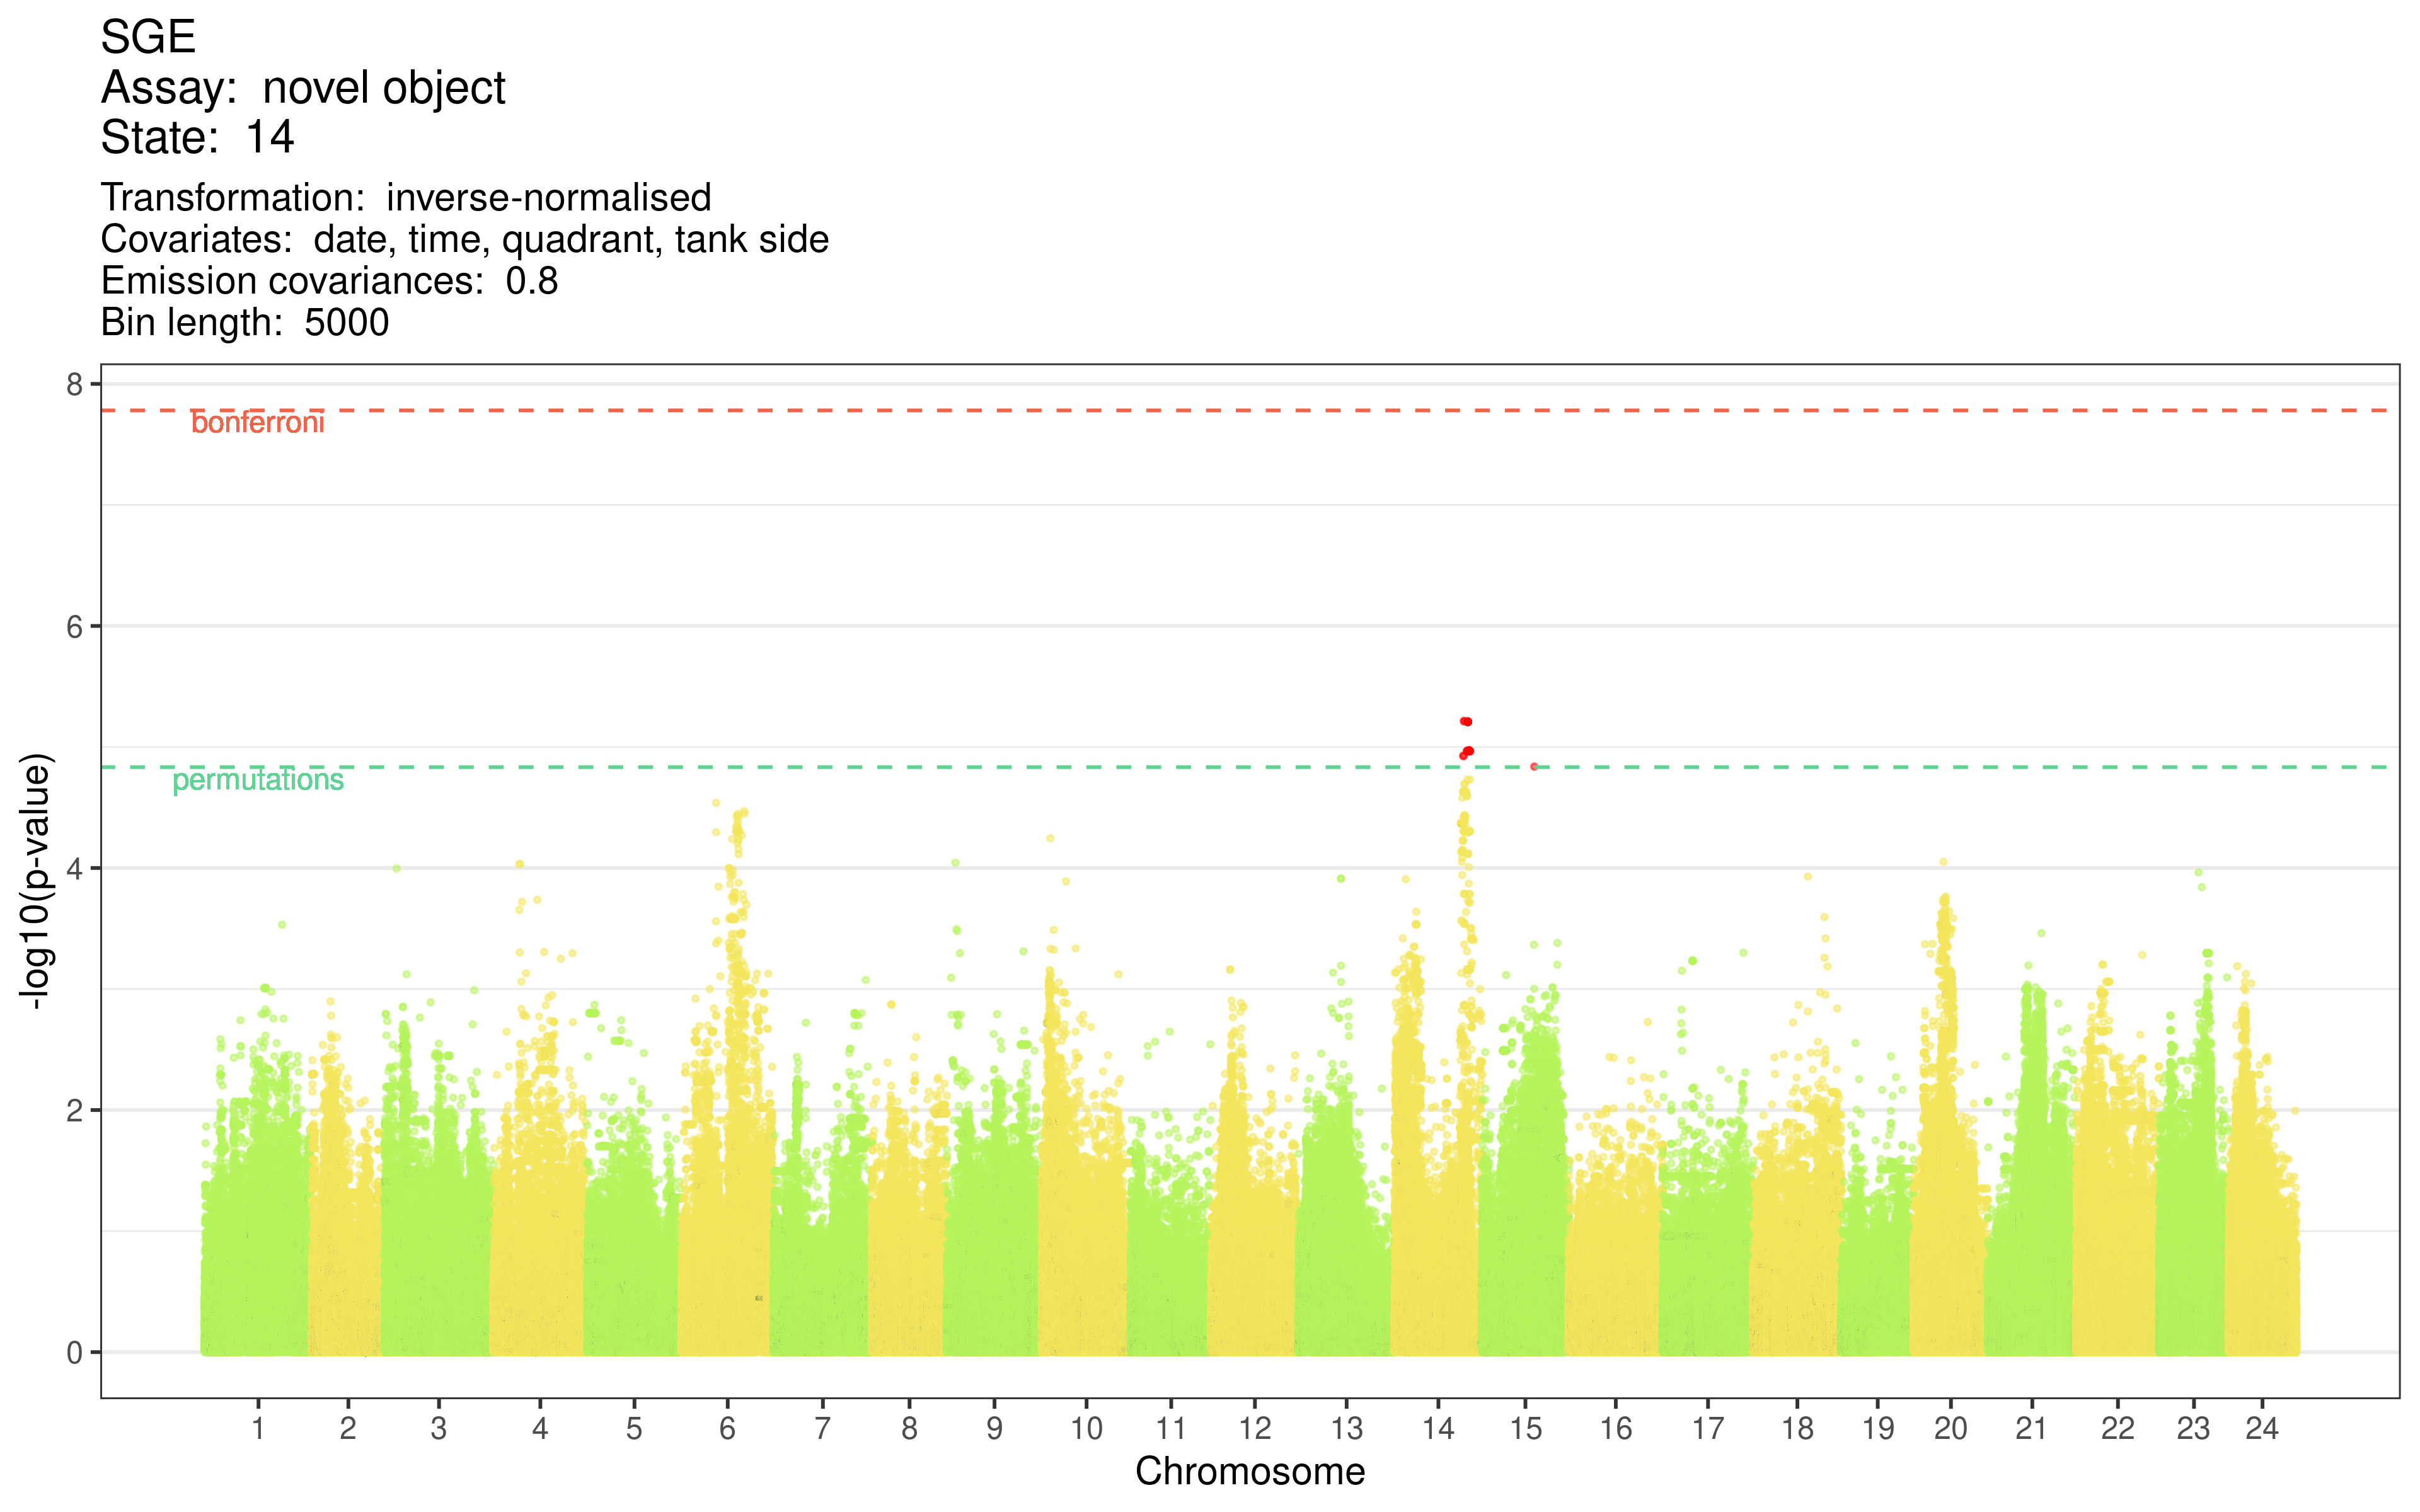 SGE
Assay:  novel object
State:  14
Transformation:  inverse-normalised
Covariates:  date, time, quadrant, tank side
Emission covariances:  0.8
Bin length:  5000
8
bonferroni
6
permutations
4
2
0
-log10(p-value)
1 2 3 4 5 6 7 8 9 10 11 12 13 14 15 16 17 18 19 20 21 22 23 24
Chromosome